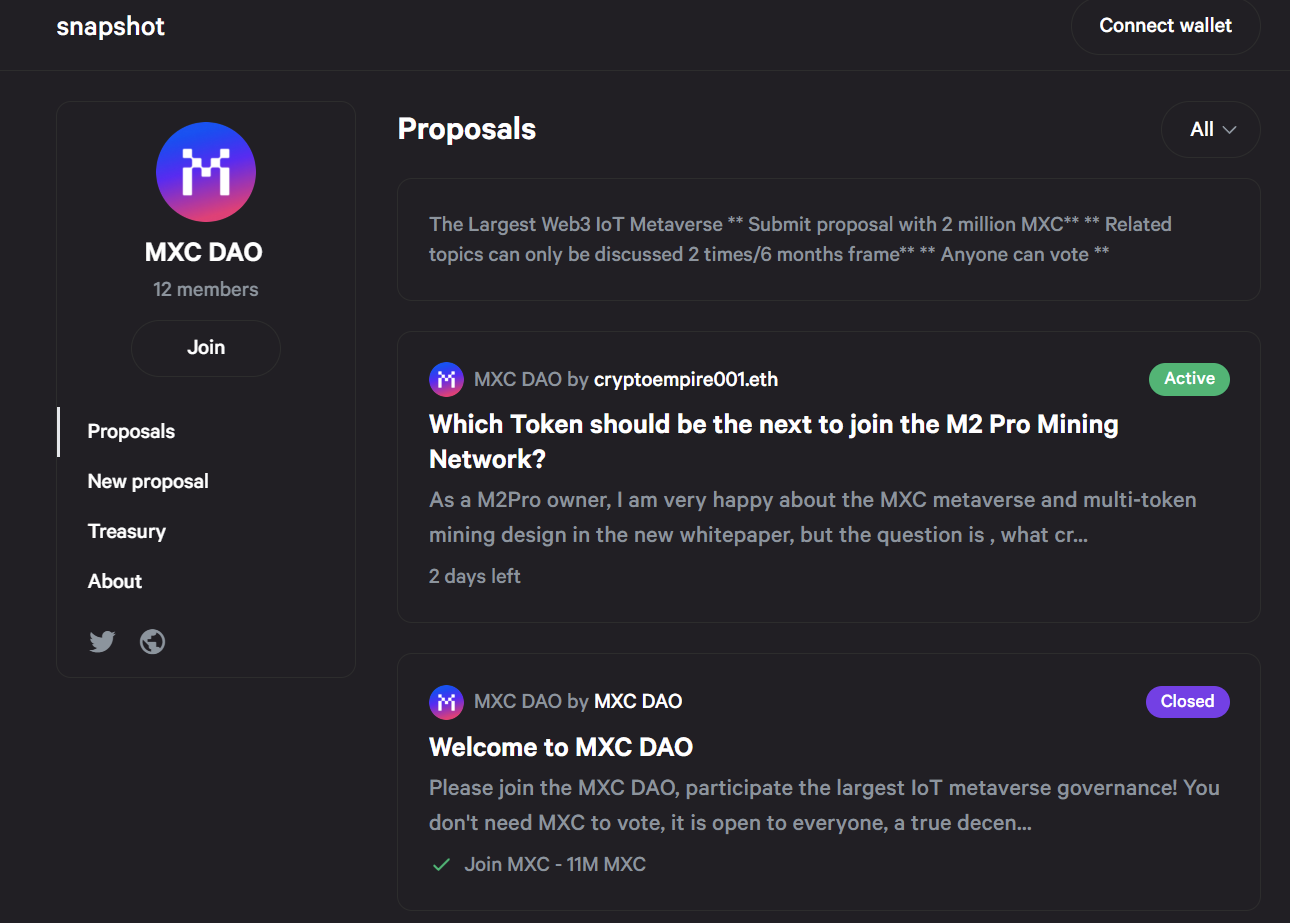 snapshot
Connect wallet
MXC DAO
12 members
Join
Proposals
New proposal
Treasury
About
Proposals
All
The Largest Web3 IoT Metaverse ** Submit proposal with 2 million MXC** ** Related
topics can only be discussed 2 times/6 months frame** ** Anyone can vote **
MXC DAO by cryptoempire001.eth
Active
Which Token should be the next to join the M2 Pro Mining
Network?
As a M2Pro owner, I am very happy about the MXC metaverse and multi-token
mining design in the new whitepaper, but the question is , what cr...
2 days left
MXC DAO by MXC DAO
Closed
Welcome to MXC DAO
Please join the MXC DAO, participate the largest IoT metaverse governance! You
don't need MXC to vote, it is open to everyone, a true decen...
Join MXC - 11M MXC